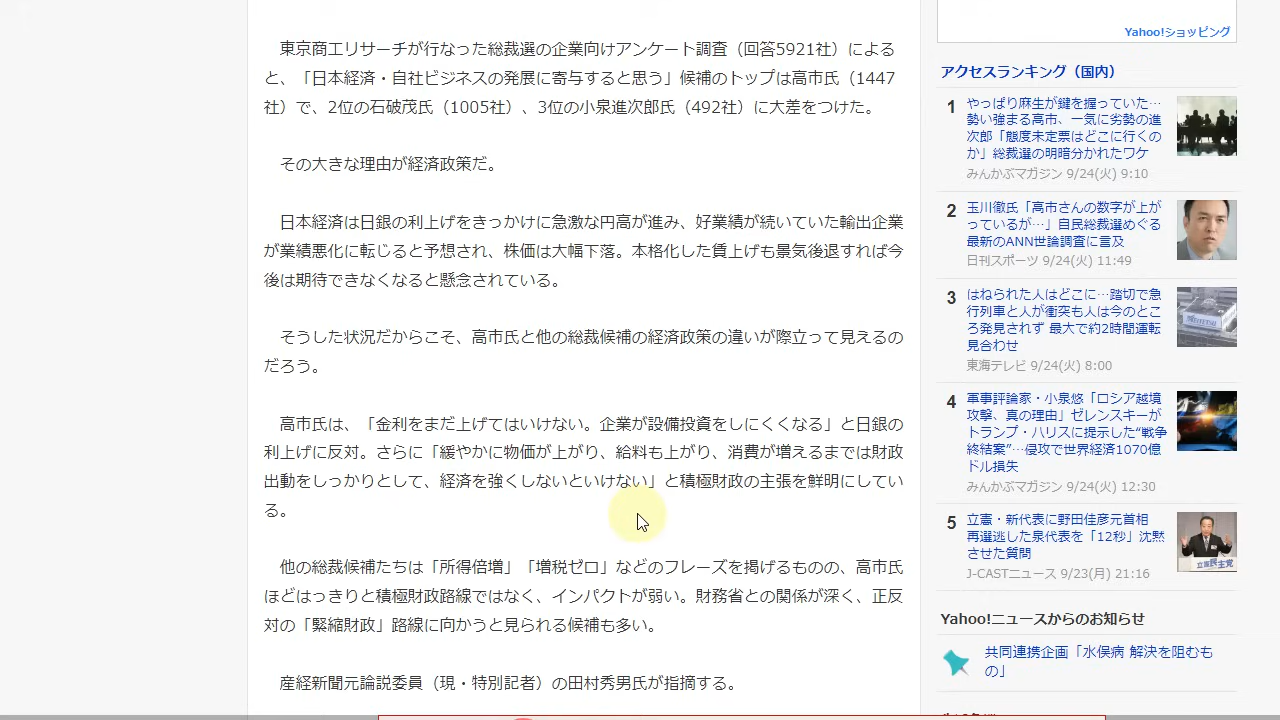 東京商工リサーチが行なった総裁選の企業向けアンケート調査（回答5921社）による
と、「日本経済・自社ビジネスの発展に寄与すると思う」候補のトップは高市氏（1447
社）で、2位の石破茂氏（1005社）、3位の小泉進次郎氏（492社）に大差をつけた。
その大きな理由が経済政策だ。
日本経済は日銀の利上げをきっかけに急激な円高が進み、好業績が続いていた輸出企業
が業績悪化に転じると予想され、株価は大幅下落。本格化した賃上げも景気後退すれば今
後は期待できなくなると懸念されている。
そうした状況だからこそ、高市氏と他の総裁候補の経済政策の違いが際立って見えるの
だろう。
高市氏は、「金利をまだ上げてはいけない。企業が設備投資をしにくくなる」と日銀の
利上げに反対。さらに「緩やかに物価が上がり、給料も上がり、消費が増えるまでは財政
出動をしっかりとして、経済を強くしないといけない」と積極財政の主張を鮮明にしてい
る。
他の総裁候補たちは「所得倍増」「増税ゼロ」などのフレーズを掲げるものの、高市氏
ほどはっきりと積極財政路線ではなく、インパクトが弱い。財務省との関係が深く、正反
対の「緊縮財政」路線に向かうと見られる候補も多い。
産経新聞元論説委員（現・特別記者）の田村秀男氏が指摘する。
Yahoo!ショッピング
アクセスランキング（国内）
1
やっぱり麻生が鍵を握っていた…
勢い強まる高市、一気に劣勢の進
次郎「態度未定票はどこに行くの
か」総裁選の明暗分かれたワケ
みんかぶマガジン 9/24(火) 9:10
2
玉川徹氏「高市さんの数字が上が
っているが…」自民総裁選めぐる
最新のANN世論調査に言及
日刊スポーツ 9/24(火) 11:49
3
はねられた人はどこに…踏切で急
行列車と人が衝突も人は今のとこ
ろ発見されず 最大で約2時間運転
見合わせ
東海テレビ 9/24(火) 8:00
4
軍事評論家・小泉悠「ロシア越境
攻撃、真の理由」ゼレンスキーが
トランプ・ハリスに提示した“戦争
終結案”…侵攻で世界経済1070億
ドル損失
みんかぶマガジン 9/24(火) 12:30
5
立憲・新代表に野田佳彦元首相
再選逃した泉代表を「12秒」沈黙
させた質問
J-CASTニュース 9/23(月) 21:16
立憲民主党
Yahoo!ニュースからのお知らせ
共同連携企画「水俣病 解決を阻むも
の」